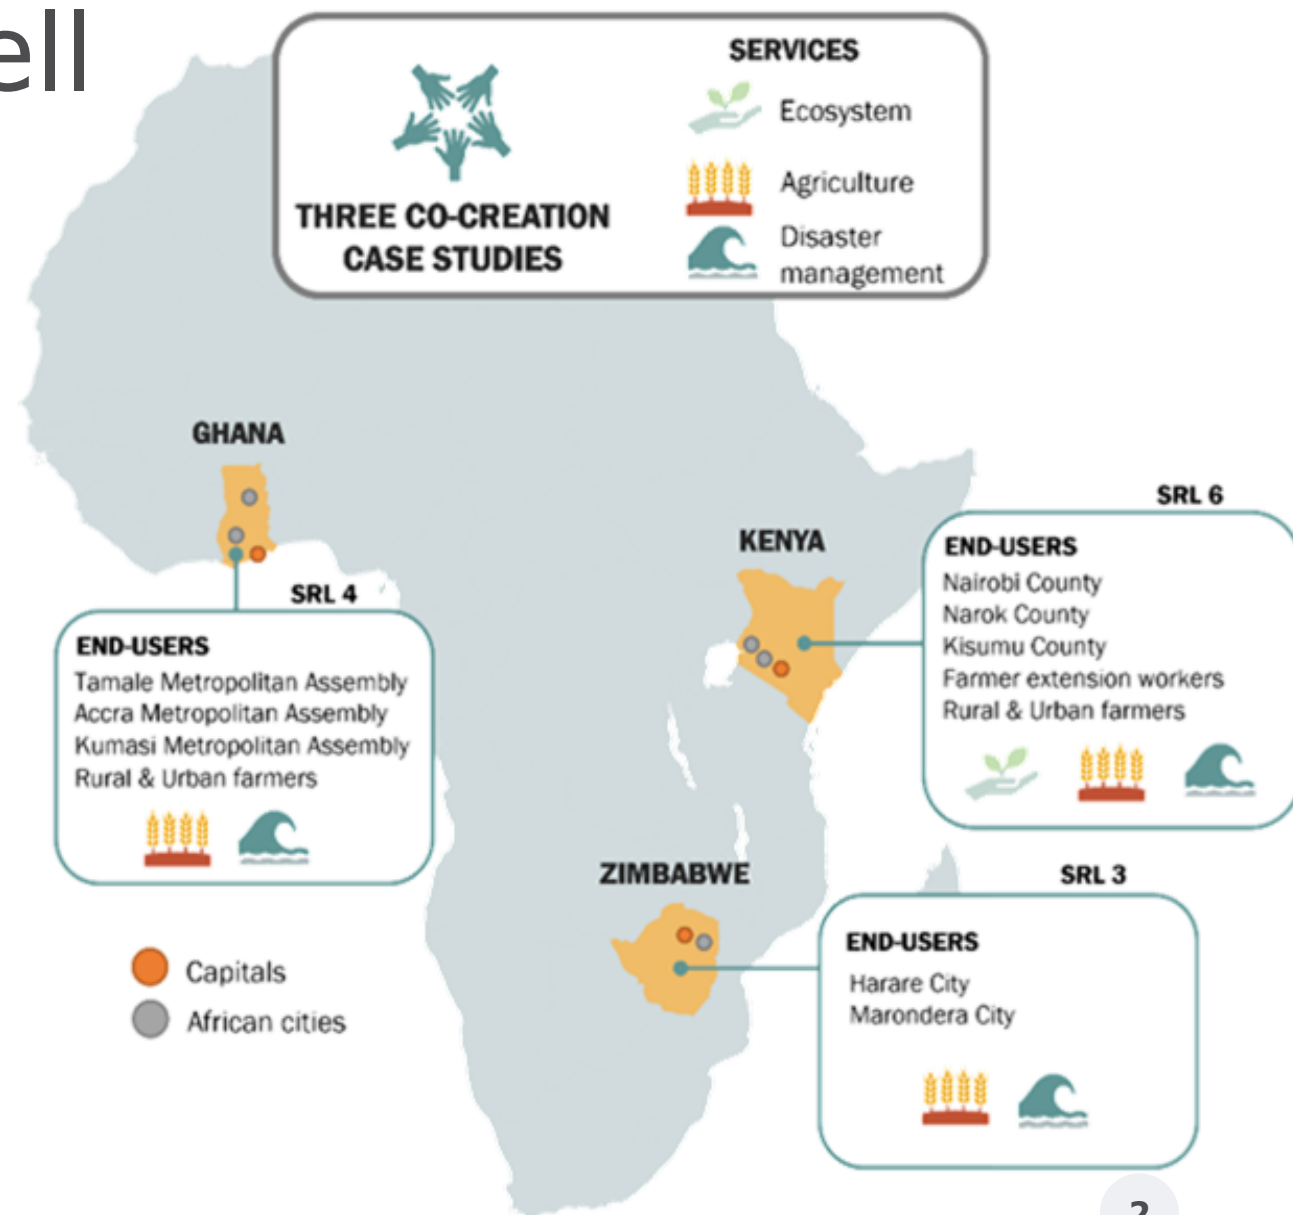 ell
SERVICES
Ecosystem
Agriculture
Disaster
management
THREE CO-CREATION
CASE STUDIES
GHANA
SRL 4
END-USERS
Tamale Metropolitan Assembly
Accra Metropolitan Assembly
Kumasi Metropolitan Assembly
Rural & Urban farmers
KENYA
SRL 6
END-USERS
Nairobi County
Narok County
Kisumu County
Farmer extension workers
Rural & Urban farmers
ZIMBABWE
SRL 3
END-USERS
Harare City
Marondera City
Capitals
African cities
2